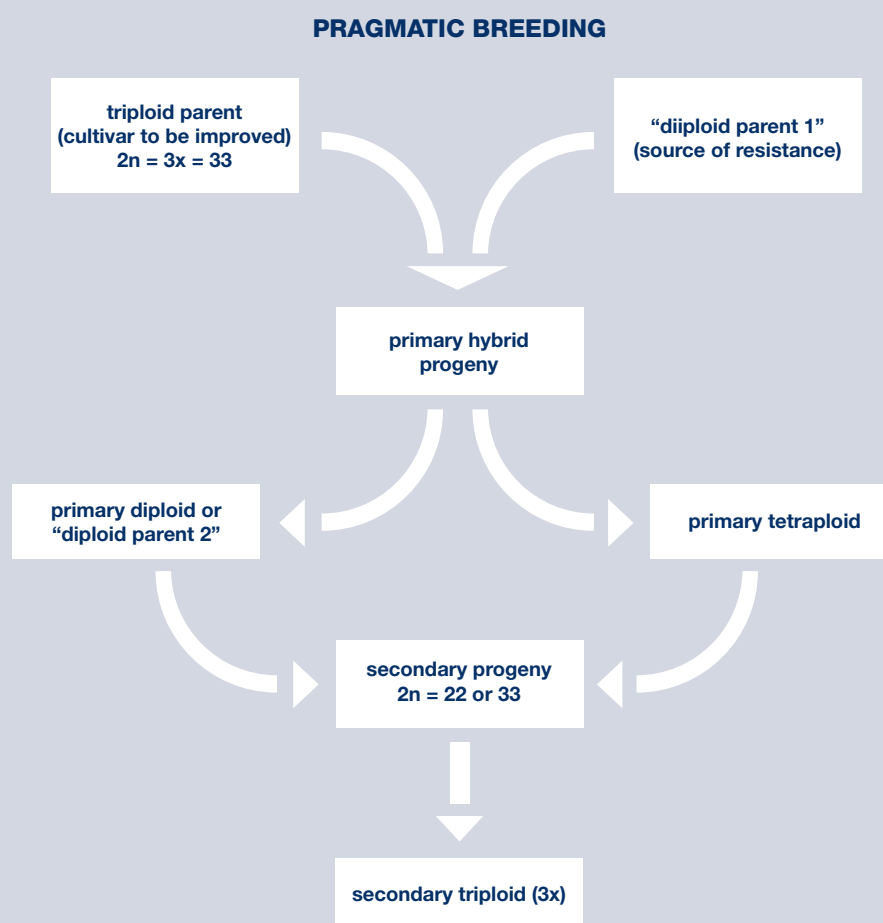 PRAGMATIC BREEDING
triploid parent
(cultivar to be improved)
2n = 3x = 33
“diiploid parent 1”
(source of resistance)
primary hybrid
progeny
primary diploid or
“diploid parent 2”
primary tetraploid
secondary progeny
2n = 22 or 33
secondary triploid (3x)